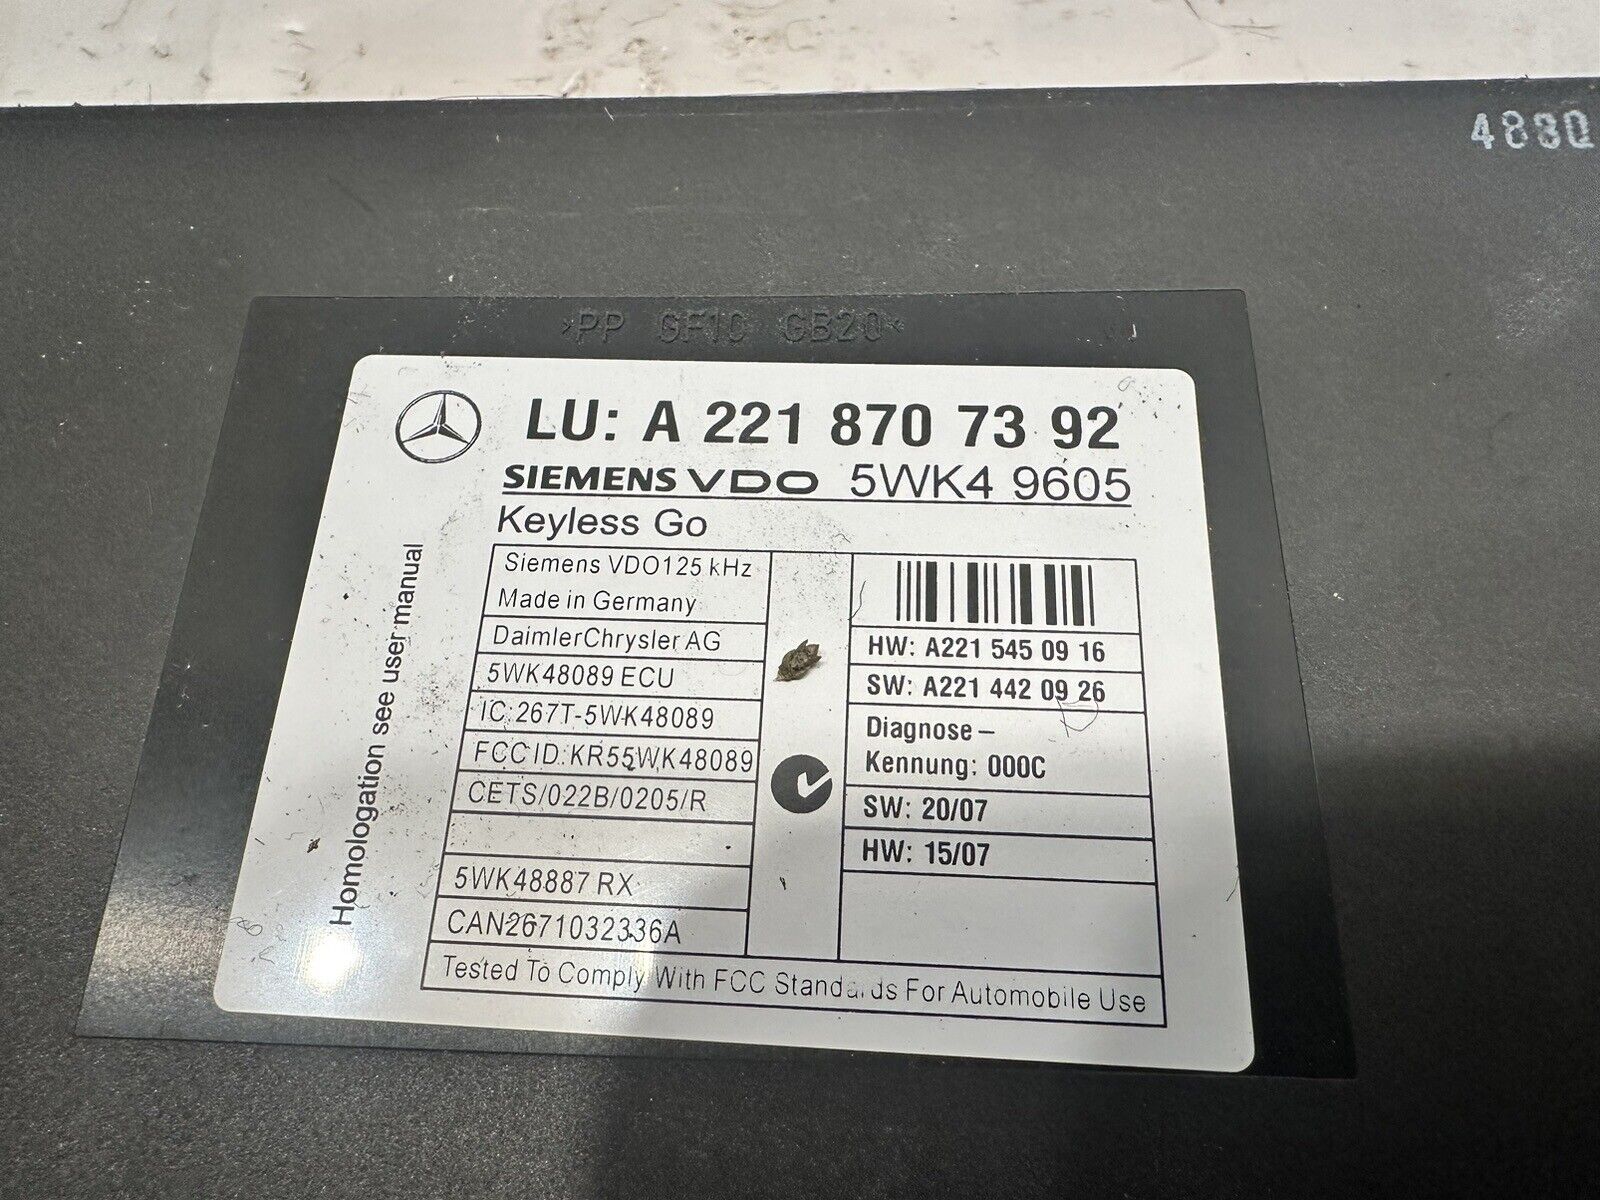 488Q
>PP GF10 GB20<
LU: A 221 870 73 92
SIEMENS VDO 5WK4 9605
Keyless Go
Homologation see user manual
Siemens VDO125 kHz
Made in Germany
DaimlerChrysler AG
5WK48089 ECU
IC:267T-5WK48089
FCC ID:KR55WK48089
CETS/022B/0205/R
5WK48887 RX
CAN2671032336A
HW: A221 545 09 16
SW: A221 442 09 26
Diagnose –
Kennung: 000C
SW: 20/07
HW: 15/07
Tested To Comply With FCC Standards For Automobile Use